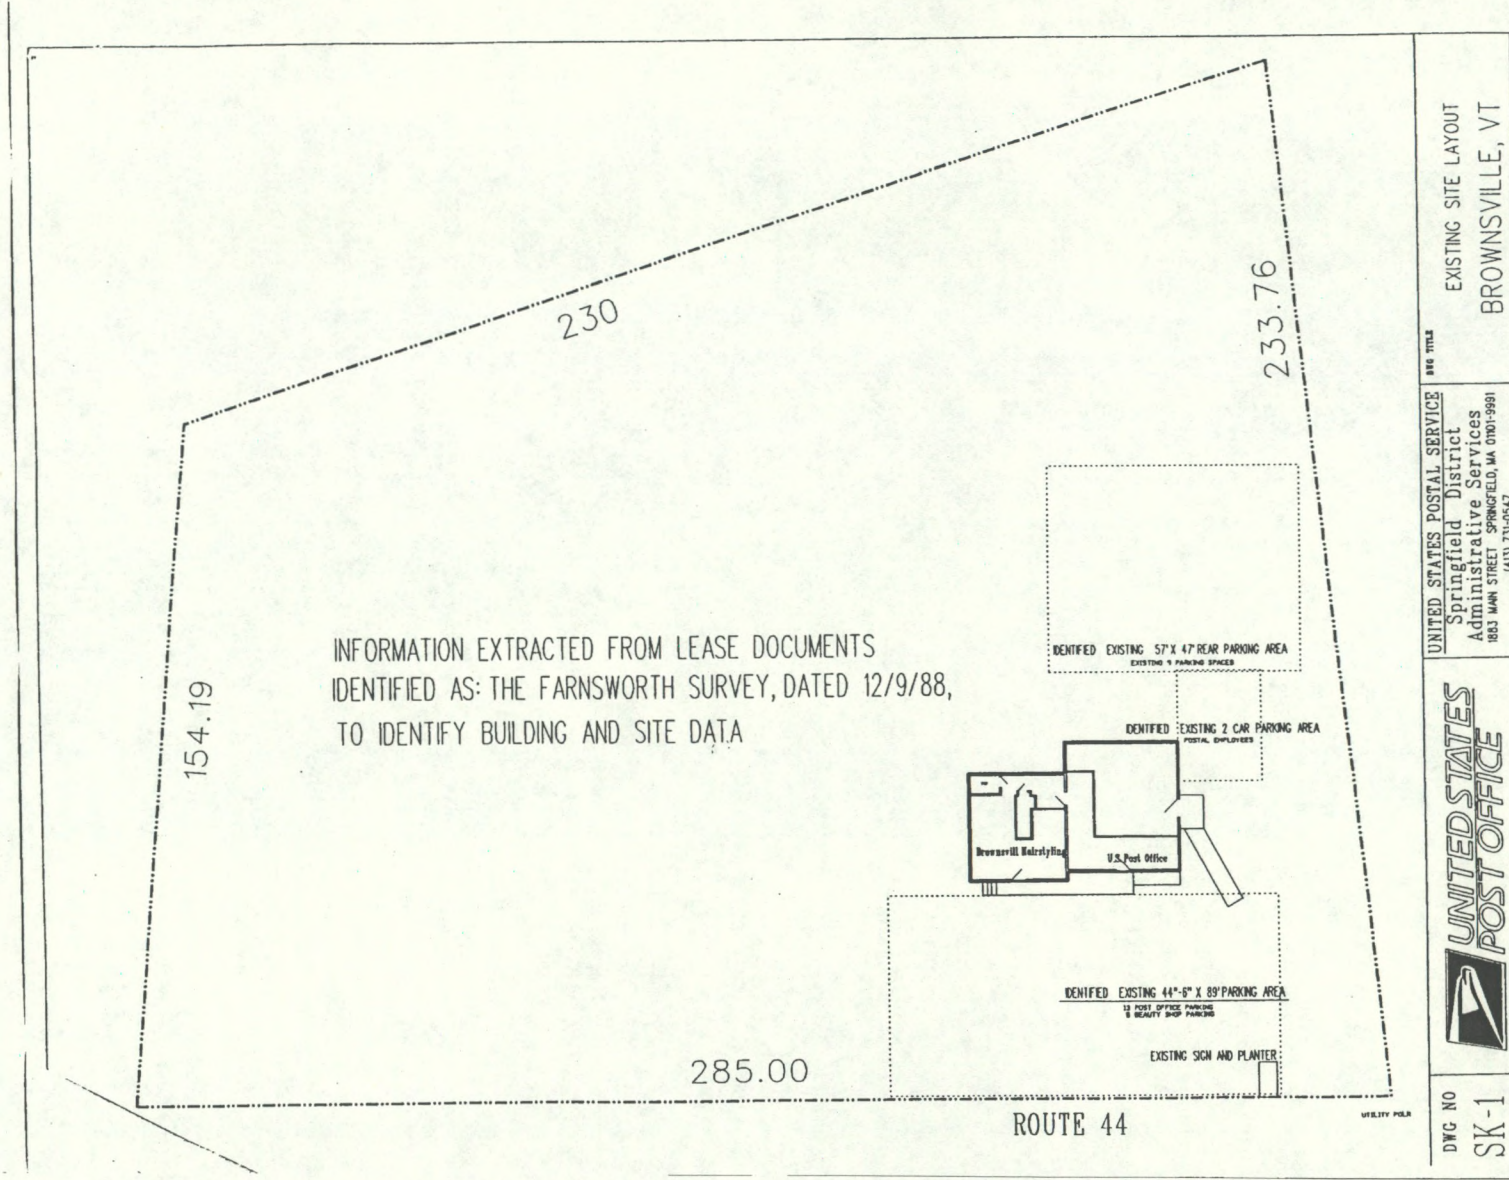 230
233.76
154.19
285.00
INFORMATION EXTRACTED FROM LEASE DOCUMENTS
IDENTIFIED AS: THE FARNSWORTH SURVEY, DATED 12/9/88,
TO IDENTIFY BUILDING AND SITE DATA
IDENTIFIED EXISTING 57' X 47' REAR PARKING AREA
EXISTING 9 PARKING SPACES
IDENTIFIED EXISTING 2 CAR PARKING AREA
POSTAL EMPLOYEES
Brownsvill Hairstyling
U.S. Post Office
IDENTIFIED EXISTING 44"-6" X 89' PARKING AREA
13 POST OFFICE PARKING
BEAUTY SHOP PARKING
EXISTING SIGN AND PLANTER
ROUTE 44
UTILITY POLE
DWG TITLE
EXISTING SITE LAYOUT
BROWNSVILLE, VT
UNITED STATES POSTAL SERVICE
Springfield District
Administrative Services
1883 MAIN STREET SPRINGFIELD, MA 01101-9991
UNITED STATES
POST OFFICE
DWG NO
SK-1